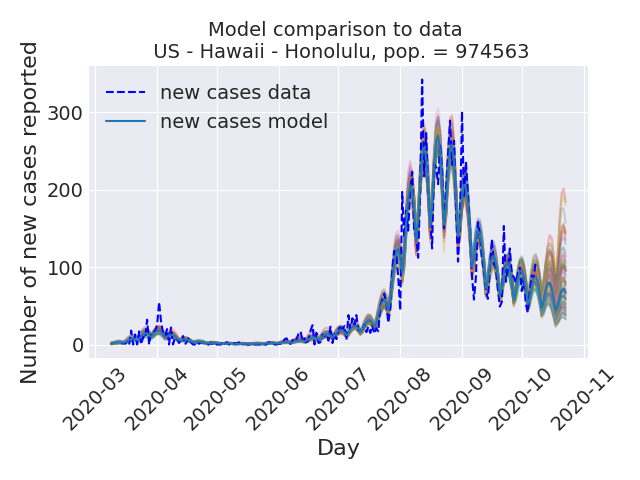 Model comparison to data
US - Hawaii - Honolulu, pop. = 974563
new cases data
new cases model
Number of new cases reported
300
200
100
0
2020-03
2020-04
2020-05
2020-06
2020-07
2020-08
2020-09
2020-10
2020-11
Day